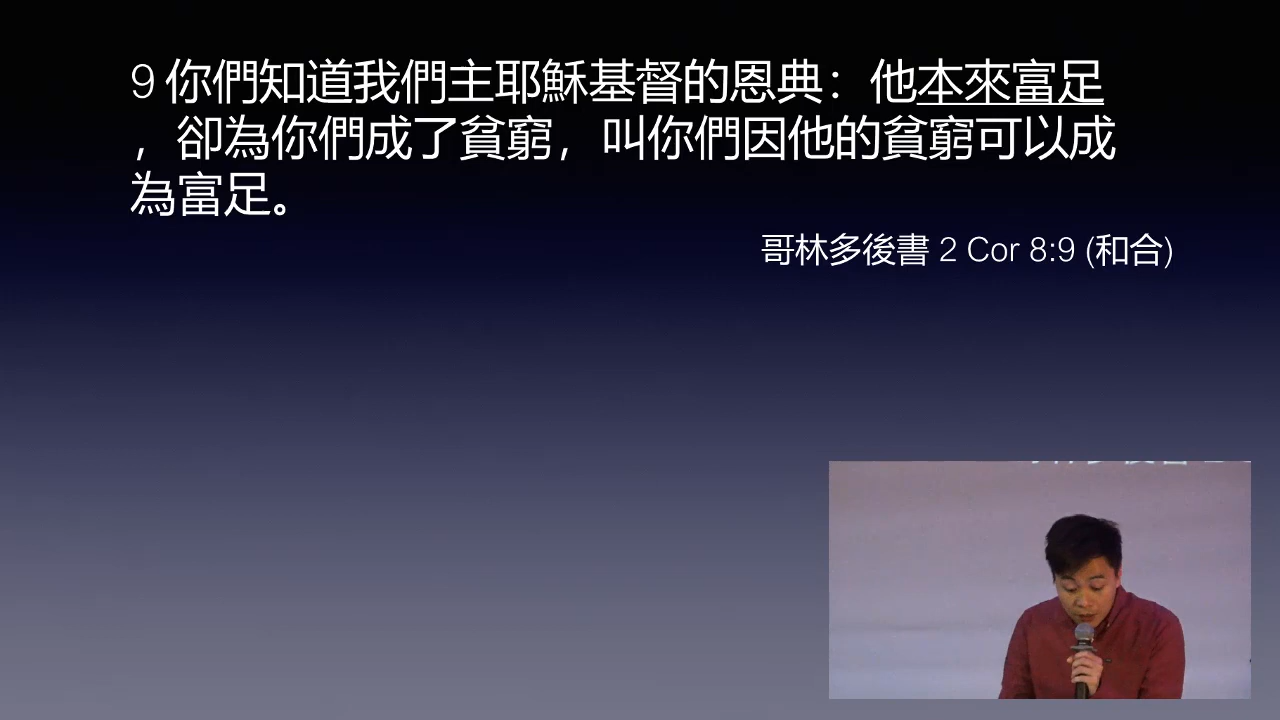 9 你們知道我們主耶穌基督的恩典：他本來富足
，卻為你們成了貧窮，叫你們因他的貧窮可以成
為富足。
哥林多後書 2 Cor 8:9 (和合)